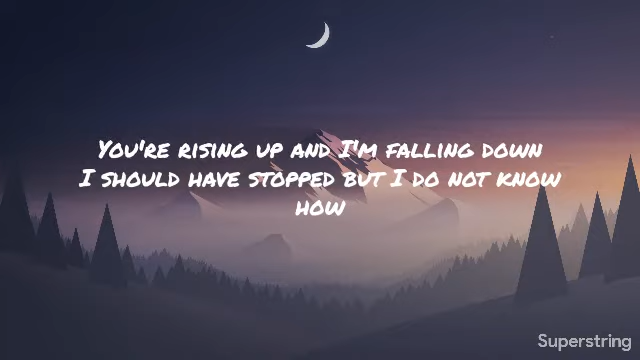 You're rising up and I'm falling down
I should have stopped but I do not know
how
Superstring